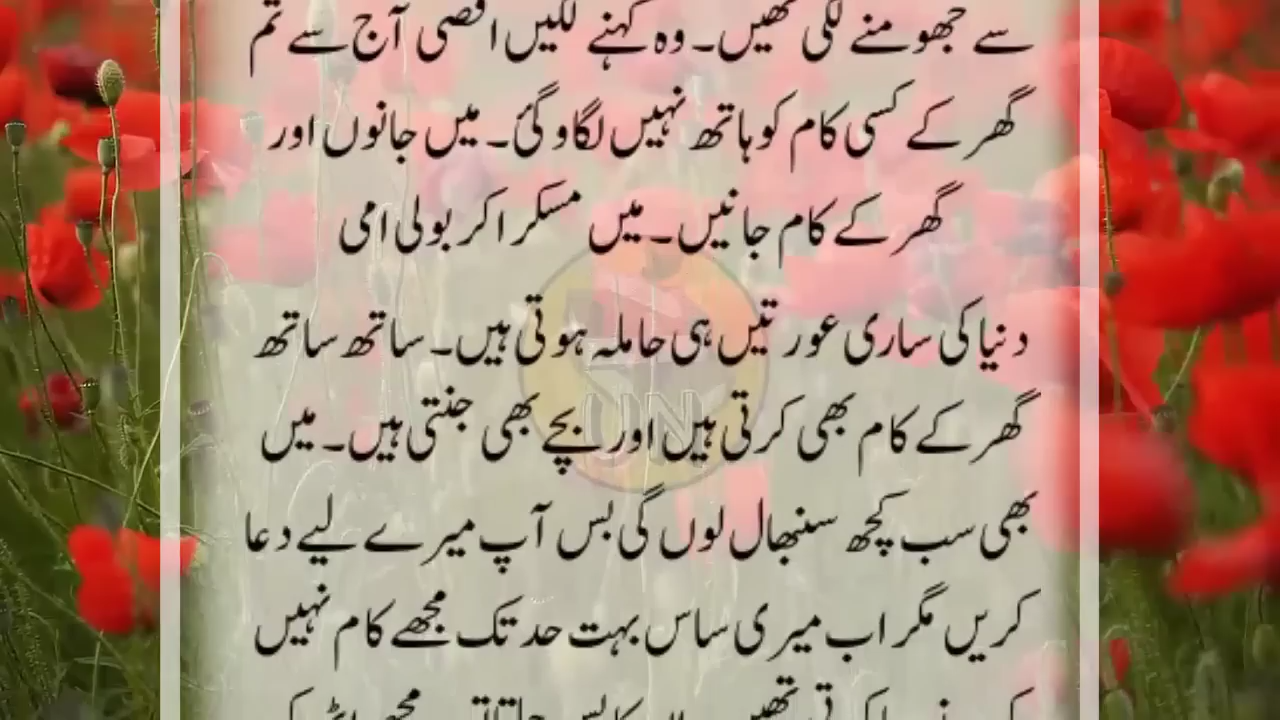 سے جھومنے لگی تھیں۔ وہ کہنے لگیں اقصی آج سے تم
گھر کے کسی کام کو ہاتھ نہیں لگاو گئ۔ میں جانوں اور
گھر کے کام جانیں۔ میں مسکرا کر بولی امی
دنیا کی ساری عورتیں ہی حاملہ ہوتی ہیں۔ ساتھ ساتھ
گھر کے کام بھی کرتی ہیں اور بچے بھی جنتی ہیں۔ میں
بھی سب کچھ سنبھال لوں گی بس آپ میرے لیے دعا
کریں مگر اب میری ساس بہت حد تک مجھے کام نہیں
UN